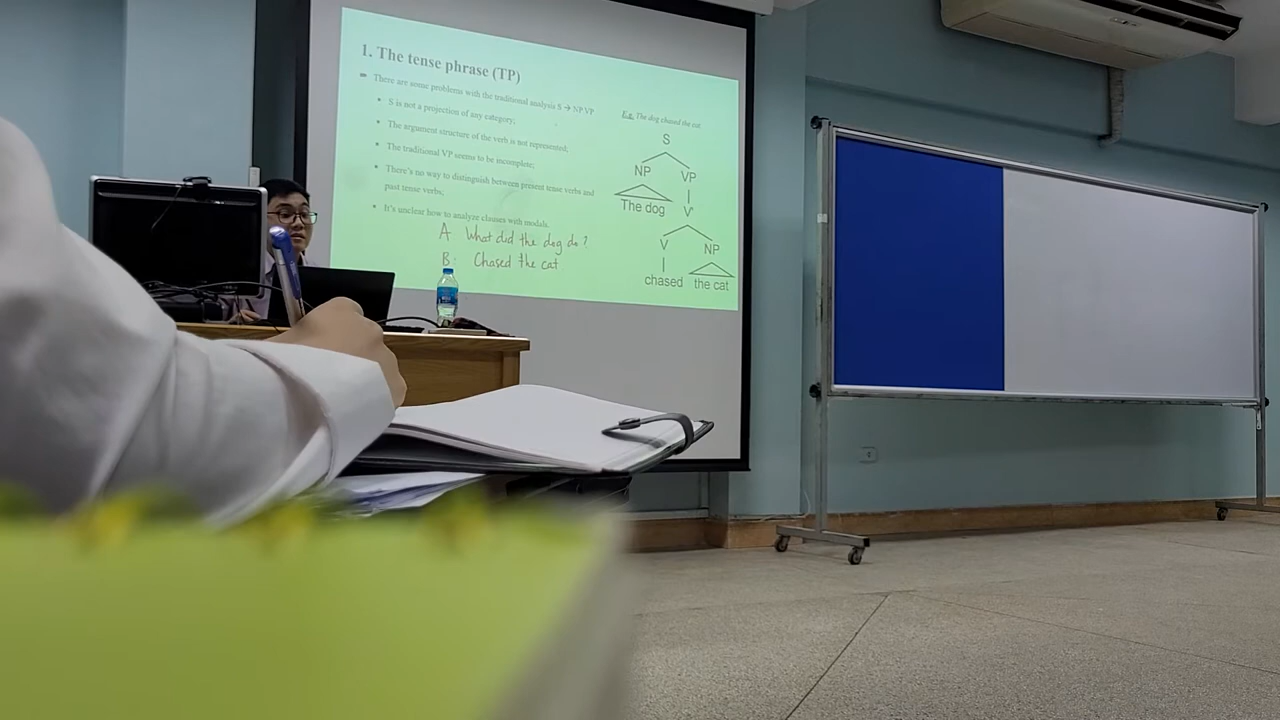 1. The tense phrase (TP)
There are some problems with the traditional analysis S → NP VP
• S is not a projection of any category;
• The argument structure of the verb is not represented;
• The traditional VP seems to be incomplete;
• There's no way to distinguish between present tense verbs and
past tense verbs;
• It's unclear how to analyze clauses with modals.
A What did the dog do?
B: Chased the cat
E.g. The dog chased the cat
S
NP VP
The dog V'
V NP
chased the cat